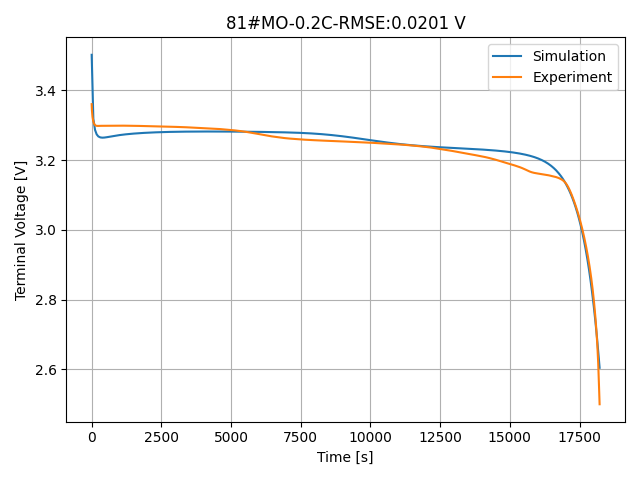 81#MO-0.2C-RMSE:0.0201 V
Simulation
Experiment
Terminal Voltage [V]
3.4
3.2
3.0
2.8
2.6
0 2500 5000 7500 10000 12500 15000 17500
Time [s]